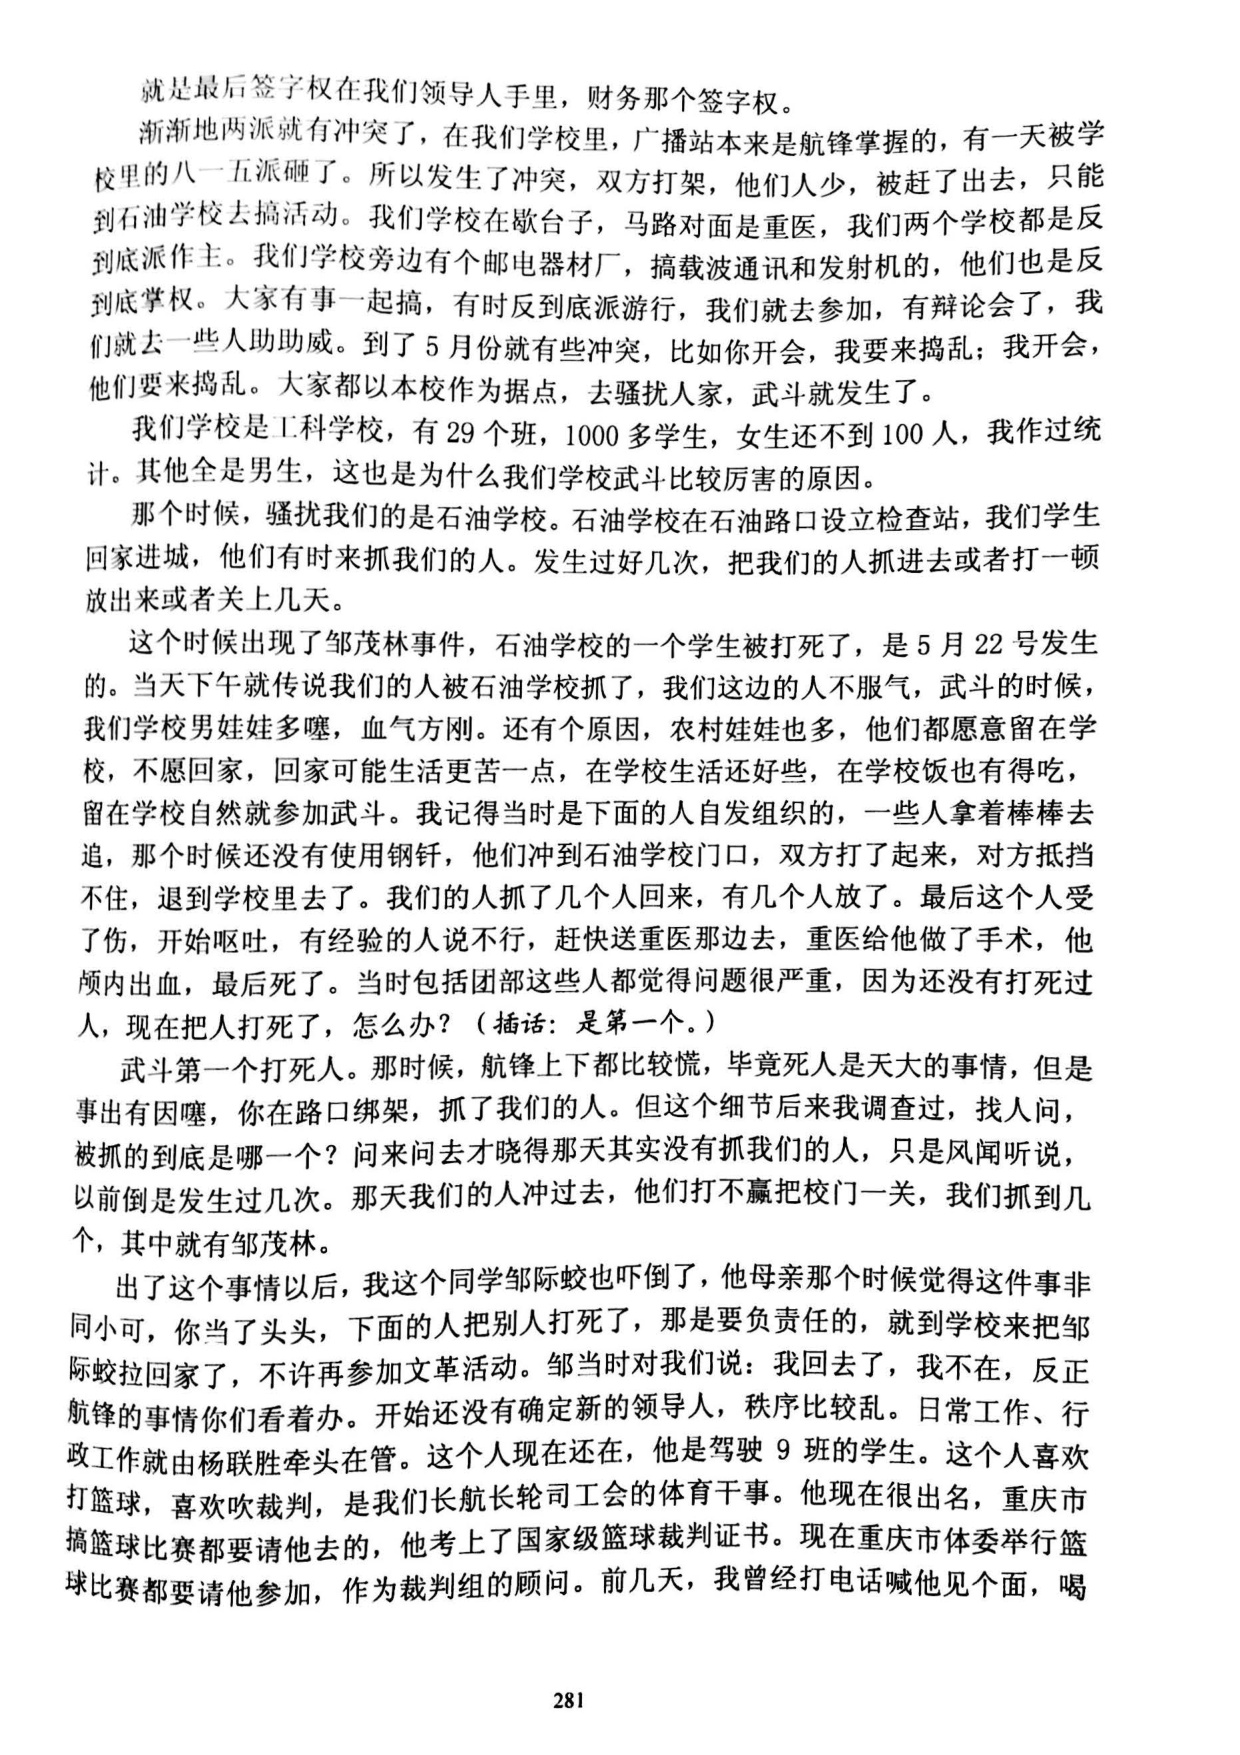 就是最后签字权在我们领导人手里，财务那个签字权。
渐渐地两派就有冲突了，在我们学校里，广播站本来是航锋掌握的，有一天被学
校里的八一五派砸了。所以发生了冲突，双方打架，他们人少，被赶了出去，只能
到石油学校去搞活动。我们学校在歇台子，马路对面是重医，我们两个学校都是反
到底派作主。我们学校旁边有个邮电器材厂，搞载波通讯和发射机的，他们也是反
到底掌权。大家有事一起搞，有时反到底派游行，我们就去参加，有辩论会了，我
们就去一些人助助威。到了 5 月份就有些冲突，比如你开会，我要来捣乱；我开会，
他们要来捣乱。大家都以本校作为据点，去骚扰人家，武斗就发生了。
我们学校是工科学校，有 29 个班，1000 多学生，女生还不到 100 人，我作过统
计。其他全是男生，这也是为什么我们学校武斗比较厉害的原因。
那个时候，骚扰我们的是石油学校。石油学校在石油路口设立检查站，我们学生
回家进城，他们有时来抓我们的人。发生过好几次，把我们的人抓进去或者打一顿
放出来或者关上几天。
这个时候出现了邹茂林事件，石油学校的一个学生被打死了，是 5 月 22 号发生
的。当天下午就传说我们的人被石油学校抓了，我们这边的人不服气，武斗的时候，
我们学校男娃娃多噻，血气方刚。还有个原因，农村娃娃也多，他们都愿意留在学
校，不愿回家，回家可能生活更苦一点，在学校生活还好些，在学校饭也有得吃，
留在学校自然就参加武斗。我记得当时是下面的人自发组织的，一些人拿着棒棒去
追，那个时候还没有使用钢钎，他们冲到石油学校门口，双方打了起来，对方抵挡
不住，退到学校里去了。我们的人抓了几个人回来，有几个人放了。最后这个人受
了伤，开始呕吐，有经验的人说不行，赶快送重医那边去，重医给他做了手术，他
颅内出血，最后死了。当时包括团部这些人都觉得问题很严重，因为还没有打死过
人，现在把人打死了，怎么办？（插话：是第一个。）
武斗第一个打死人。那时候，航锋上下都比较慌，毕竟死人是天大的事情，但是
事出有因噻，你在路口绑架，抓了我们的人。但这个细节后来我调查过，找人问，
被抓的到底是哪一个？问来问去才晓得那天其实没有抓我们的人，只是风闻听说，
以前倒是发生过几次。那天我们的人冲过去，他们打不赢把校门一关，我们抓到几
个，其中就有邹茂林。
出了这个事情以后，我这个同学邹际蛟也吓倒了，他母亲那个时候觉得这件事非
同小可，你当了头头，下面的人把别人打死了，那是要负责任的，就到学校来把邹
际蛟拉回家了，不许再参加文革活动。邹当时对我们说：我回去了，我不在，反正
航锋的事情你们看着办。开始还没有确定新的领导人，秩序比较乱。日常工作、行
政工作就由杨联胜牵头在管。这个人现在还在，他是驾驶 9 班的学生。这个人喜欢
打篮球，喜欢吹裁判，是我们长航长轮司工会的体育干事。他现在很出名，重庆市
搞篮球比赛都要请他去的，他考上了国家级篮球裁判证书。现在重庆市体委举行篮
球比赛都要请他参加，作为裁判组的顾问。前几天，我曾经打电话喊他见个面，喝
281